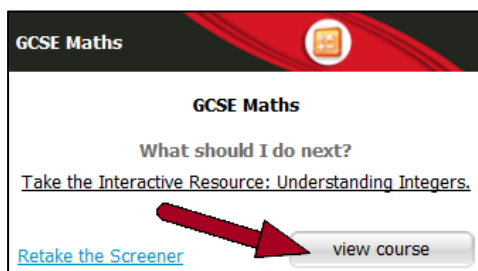 GCSE Maths
GCSE Maths
What should I do next?
Take the Interactive Resource: Understanding Integers.
Retake the Screener
view course